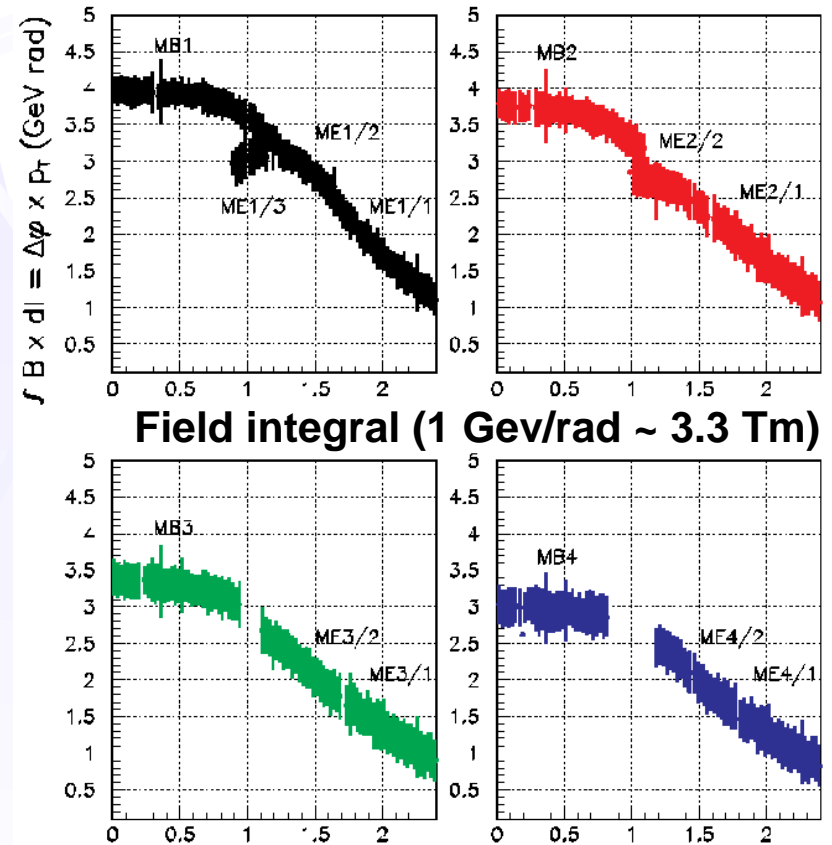 ∫ B × dl = Δφ × p_T (GeV rad)
5
4.5
4
3.5
3
2.5
2
1.5
1
0.5
0 0.5 1 1.5 2
MB1
ME1/2
ME1/3
ME1/1
5
4.5
4
3.5
3
2.5
2
1.5
1
0.5
0 0.5 1 1.5 2
MB2
ME2/2
ME2/1
Field integral (1 Gev/rad ~ 3.3 Tm)
5
4.5
4
3.5
3
2.5
2
1.5
1
0.5
0 0.5 1 1.5 2
MB3
ME3/2
ME3/1
5
4.5
4
3.5
3
2.5
2
1.5
1
0.5
0 0.5 1 1.5 2
MB4
ME4/2
ME4/1